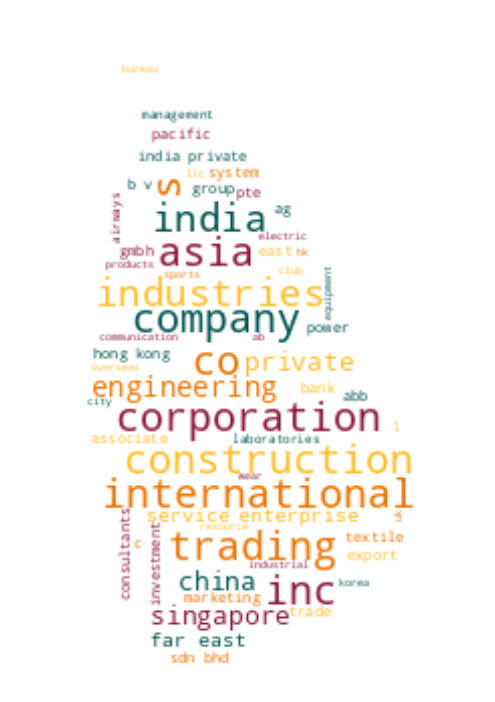 bureau
management
pacific
india private
llc system
b v s group pte
airways
india ag
electric
gmbh asia east hk
products
sports club
industries equipment
company power
communication ab
hong kong
co private
overseas
engineering bank abb
city
corporation l
associate laboratories
construction
wear
international
consultants service enterprise uk
resource
investment
c trading textile
export
industrial
china inc korea
marketing
singapore trade
far east
sdn bhd